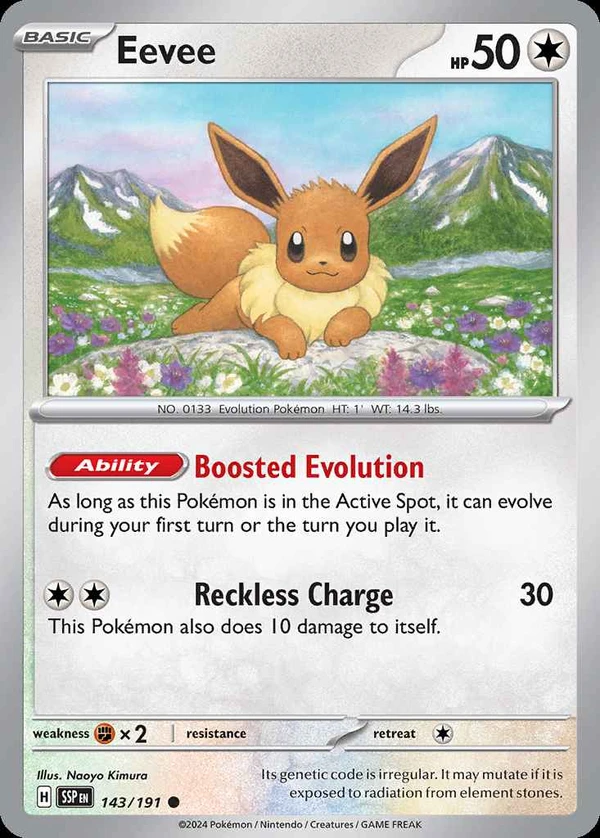 BASIC
Eevee
HP 50
NO. 0133 Evolution Pokémon HT: 1' WT: 14.3 lbs.
Ability Boosted Evolution
As long as this Pokémon is in the Active Spot, it can evolve
during your first turn or the turn you play it.
Reckless Charge 30
This Pokémon also does 10 damage to itself.
weakness ×2 resistance retreat
Illus. Naoyo Kimura
Its genetic code is irregular. It may mutate if it is
exposed to radiation from element stones.
H SSP EN 143/191
©2024 Pokémon / Nintendo / Creatures / GAME FREAK